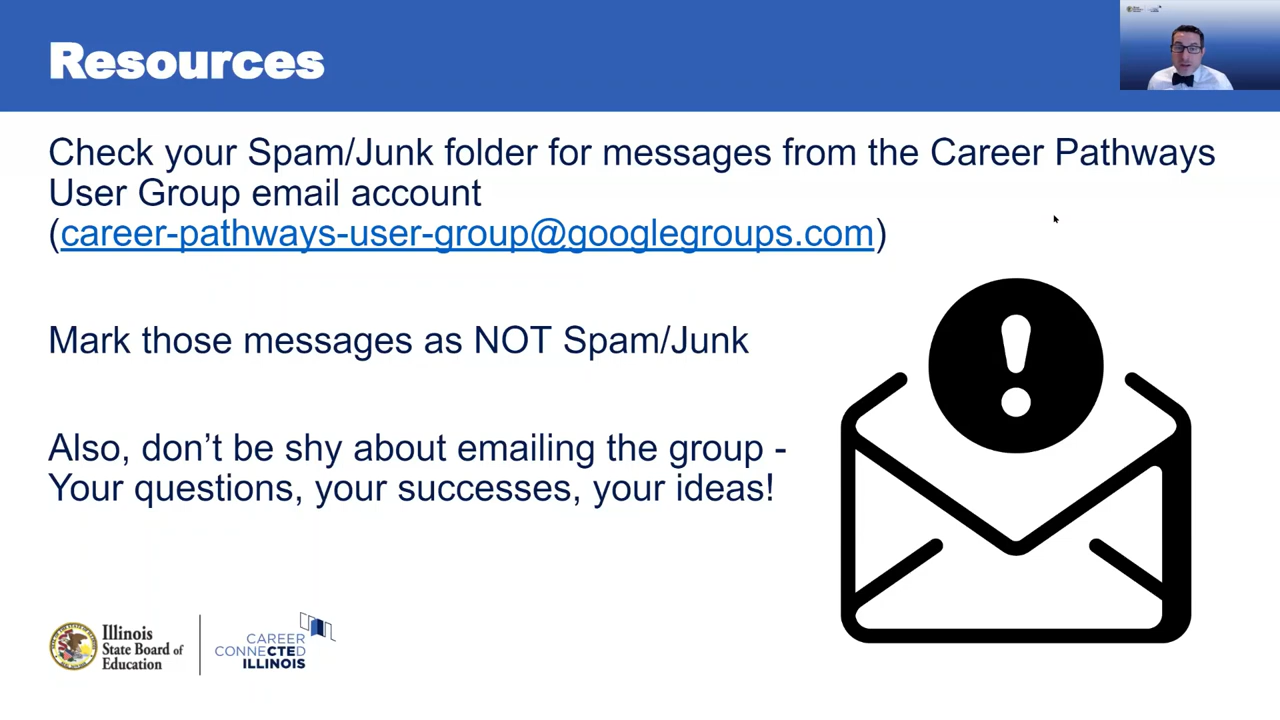 Resources
Check your Spam/Junk folder for messages from the Career Pathways
User Group email account
(career-pathways-user-group@googlegroups.com)
Mark those messages as NOT Spam/Junk
Also, don’t be shy about emailing the group -
Your questions, your successes, your ideas!
Illinois
State Board of
Education
CAREER
CONNECTED
ILLINOIS